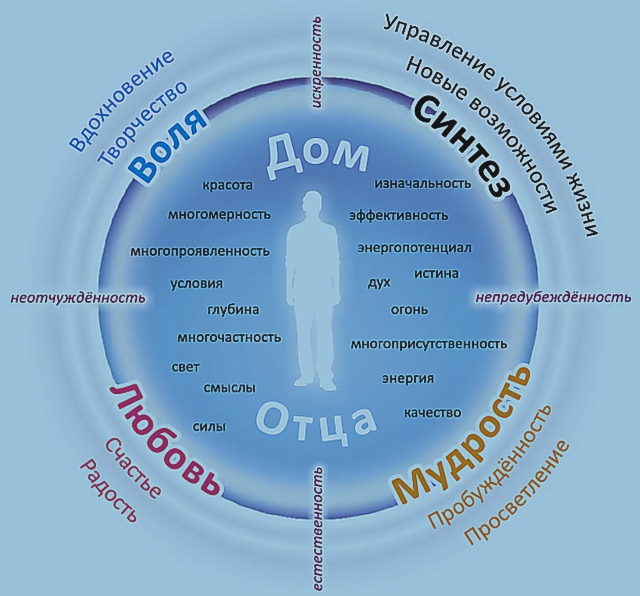 искренность
Управление условиями жизни
Новые возможности
Синтез
Вдохновение
Творчество
Воля
Дом
красота
изначальность
многомерность
эффективность
многопроявленность
энергопотенциал
истина
условия
дух
неотчуждённость
непредубеждённость
глубина
огонь
многочастность
многоприсутственность
свет
энергия
смыслы
качество
силы
Отца
Любовь
Счастье
Радость
Мудрость
Пробуждённость
Просветление
естественность